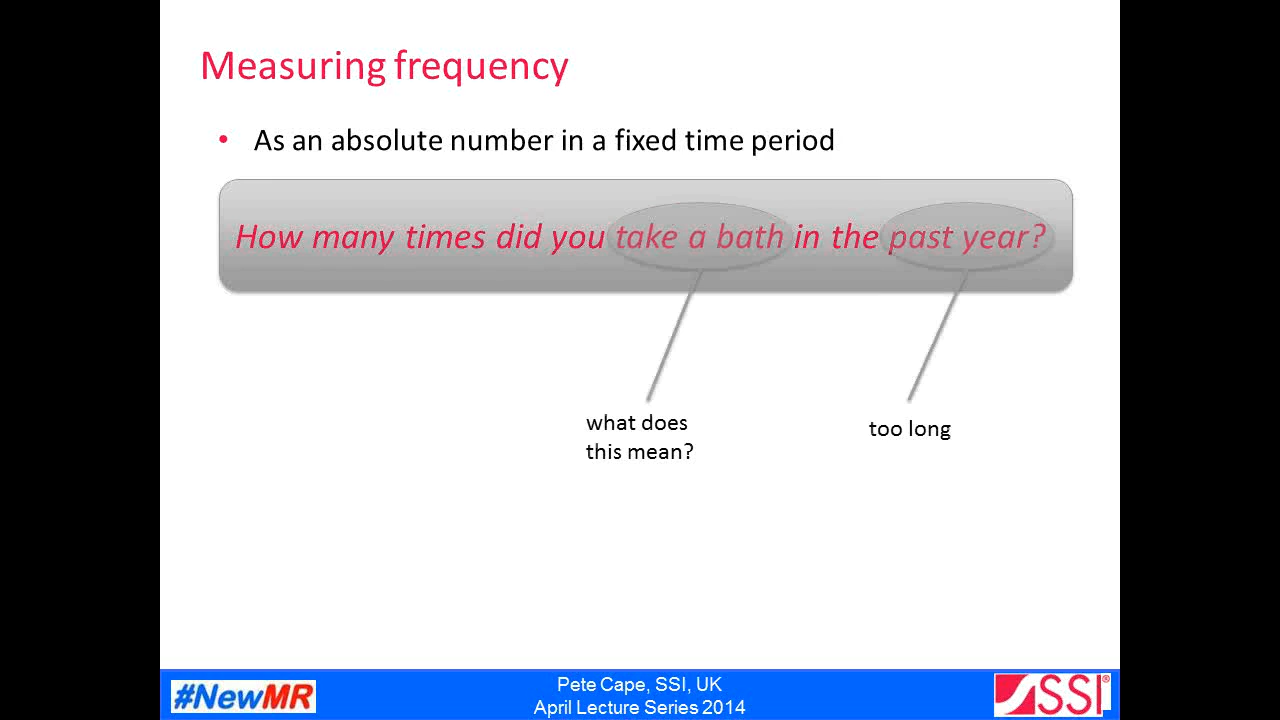 Measuring frequency
• As an absolute number in a fixed time period
How many times did you take a bath in the past year?
what does
this mean?
too long
#NewMR
Pete Cape, SSI, UK
April Lecture Series 2014
SSI®